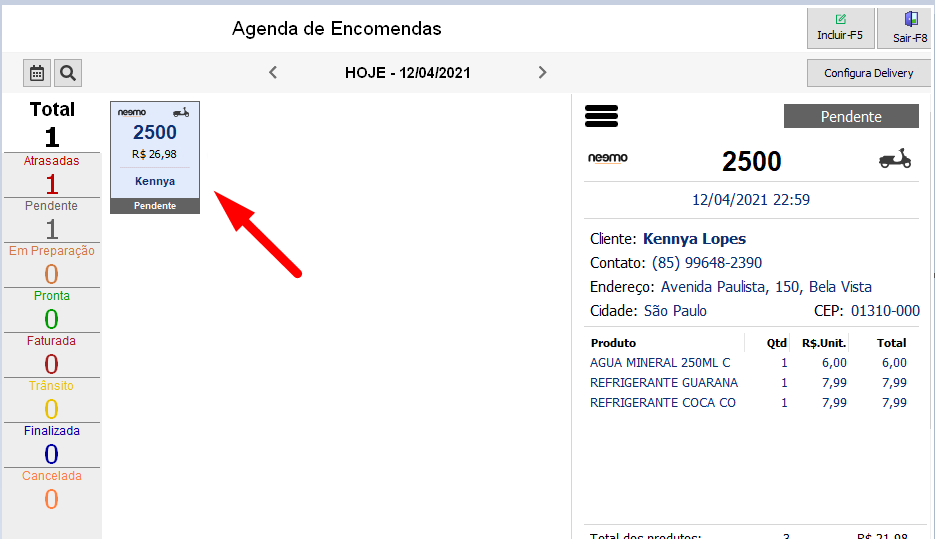 Agenda de Encomendas
Incluir-F5
Sair-F8
HOJE - 12/04/2021
Configura Delivery
Total
1
Atrasadas
1
Pendente
1
Em Preparação
0
Pronta
0
Faturada
0
Trânsito
0
Finalizada
0
Cancelada
0
neemo
2500
R$ 26,98
Kennya
Pendente
Pendente
neemo
2500
12/04/2021 22:59
Cliente: Kennya Lopes
Contato: (85) 99648-2390
Endereço: Avenida Paulista, 150, Bela Vista
Cidade: São Paulo CEP: 01310-000
Produto Qtd R$.Unit. Total
AGUA MINERAL 250ML C 1 6,00 6,00
REFRIGERANTE GUARANA 1 7,99 7,99
REFRIGERANTE COCA CO 1 7,99 7,99
Total dos produtos: 3 R$ 21,98